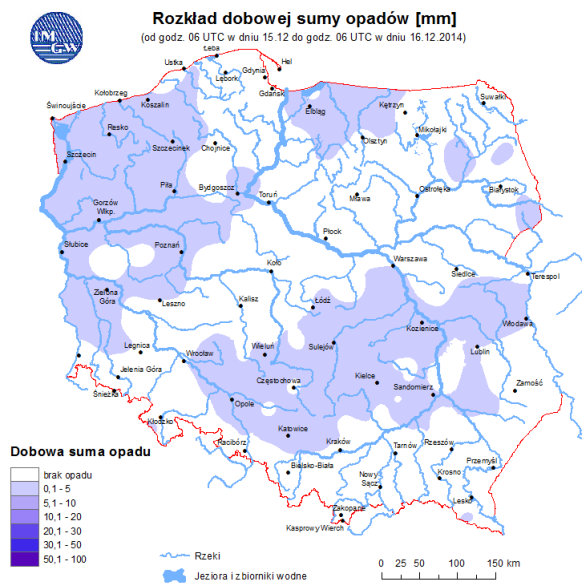 IMGW
Rozkład dobowej sumy opadów [mm]
(od godz. 06 UTC w dniu 15.12 do godz. 06 UTC w dniu 16.12.2014)
Łeba
Ustka
Hel
Lębork
Gdynia
Gdańsk
Suwałki
Kołobrzeg
Koszalin
Świnoujście
Elbląg
Kętrzyn
Resko
Mikołajki
Szczecinek
Chojnice
Olsztyn
Szczecin
Piła
Bydgoszcz
Toruń
Mława
Ostrołęka
Białystok
Gorzów
Wlkp.
Płock
Słubice
Poznań
Koło
Warszawa
Siedlce
Terespol
Zielona
Góra
Leszno
Kalisz
Łódź
Kozienice
Włodawa
Legnica
Wrocław
Wieluń
Sulejów
Lublin
Jelenia Góra
Śnieżka
Częstochowa
Kielce
Sandomierz
Zamość
Opole
Kłodzko
Katowice
Racibórz
Kraków
Tarnów
Rzeszów
Bielsko-Biała
Przemyśl
Nowy
Sącz
Krosno
Lesko
Zakopane
Kasprowy Wierch
Dobowa suma opadu
brak opadu
0,1 - 5
5,1 - 10
10,1 - 20
20,1 - 30
30,1 - 50
50,1 - 100
Rzeki
Jeziora i zbiorniki wodne
0 25 50 100 150 km